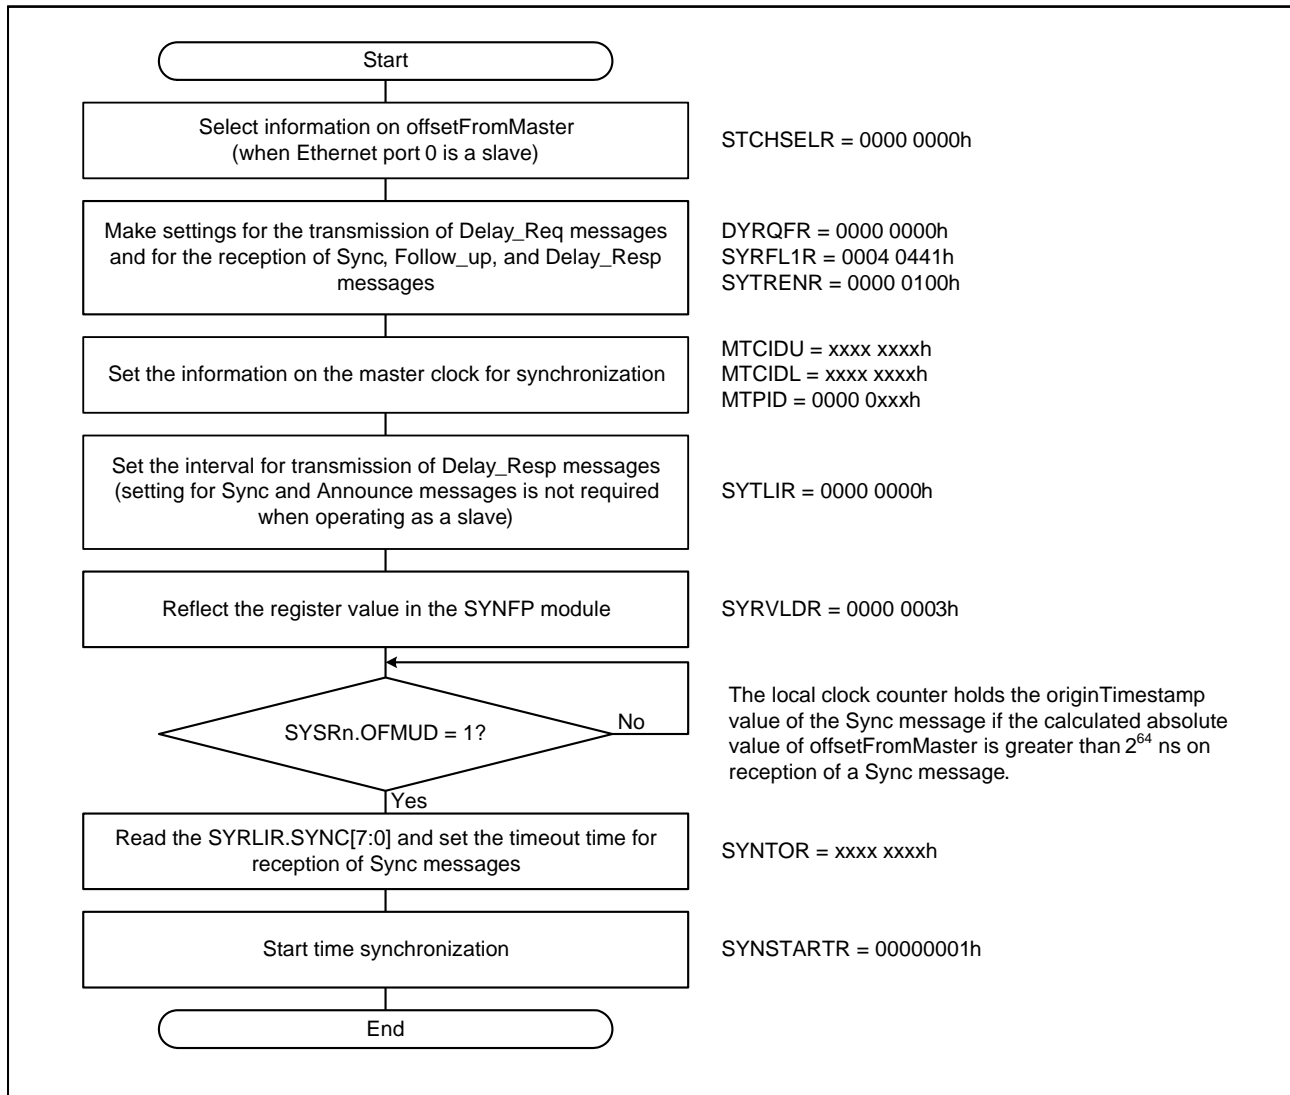 Start
Select information on offsetFromMaster
(when Ethernet port 0 is a slave)
STCHSELR = 0000 0000h
Make settings for the transmission of Delay_Req messages
and for the reception of Sync, Follow_up, and Delay_Resp
messages
DYRQFR = 0000 0000h
SYRFL1R = 0004 0441h
SYTRENR = 0000 0100h
Set the information on the master clock for synchronization
MTCIDU = xxxx xxxxh
MTCIDL = xxxx xxxxh
MTPID = 0000 0xxxh
Set the interval for transmission of Delay_Resp messages
(setting for Sync and Announce messages is not required
when operating as a slave)
SYTLIR = 0000 0000h
Reflect the register value in the SYNFP module
SYRVLDR = 0000 0003h
SYSRn.OFMUD = 1?
No
The local clock counter holds the originTimestamp
value of the Sync message if the calculated absolute
value of offsetFromMaster is greater than 2^64 ns on
reception of a Sync message.
Yes
Read the SYRLIR.SYNC[7:0] and set the timeout time for
reception of Sync messages
SYNTOR = xxxx xxxxh
Start time synchronization
SYNSTARTR = 00000001h
End